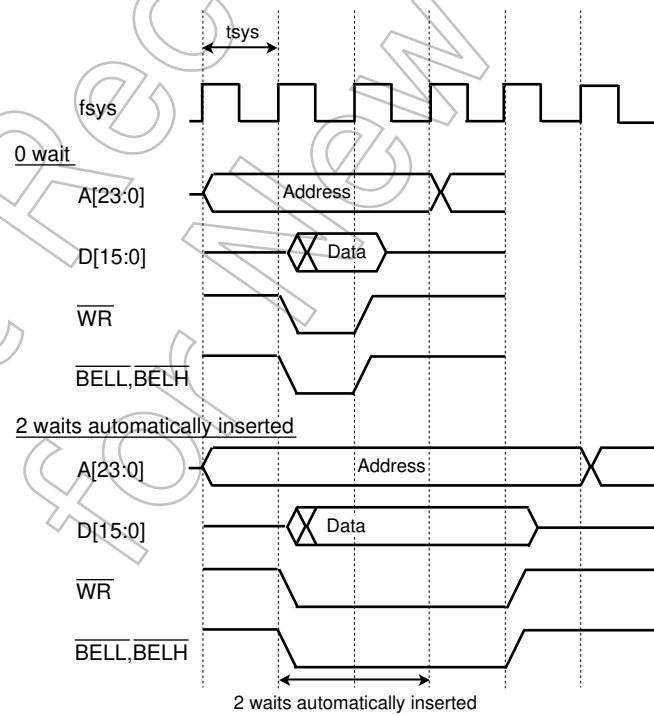 tsys
fsys
0 wait
A[23:0]
Address
D[15:0]
Data
WR
BELL,BELH
2 waits automatically inserted
A[23:0]
Address
D[15:0]
Data
WR
BELL,BELH
2 waits automatically inserted